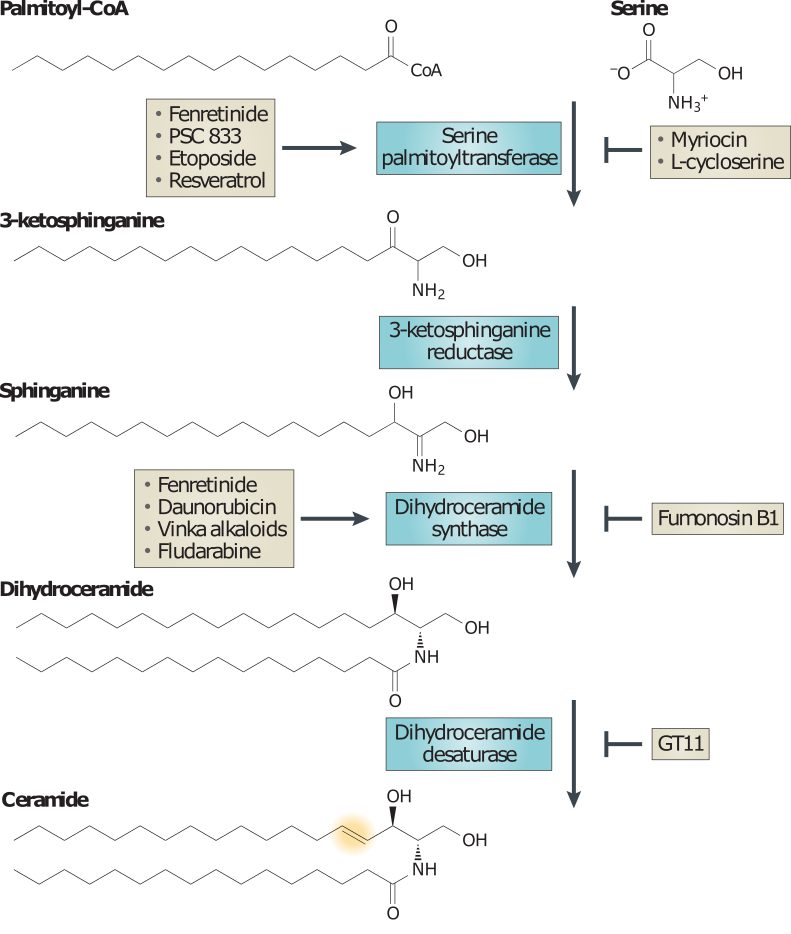 Palmitoyl-CoA
Serine
O
CoA
O
⁻O
OH
NH₃⁺
• Fenretinide
• PSC 833
• Etoposide
• Resveratrol
Serine
palmitoyltransferase
• Myriocin
• L-cycloserine
3-ketosphinganine
O
OH
NH₂
3-ketosphinganine
reductase
Sphinganine
OH
OH
NH₂
• Fenretinide
• Daunorubicin
• Vinka alkaloids
• Fludarabine
Dihydroceramide
synthase
Fumonosin B1
Dihydroceramide
OH
OH
NH
O
Dihydroceramide
desaturase
GT11
Ceramide
OH
OH
NH
O